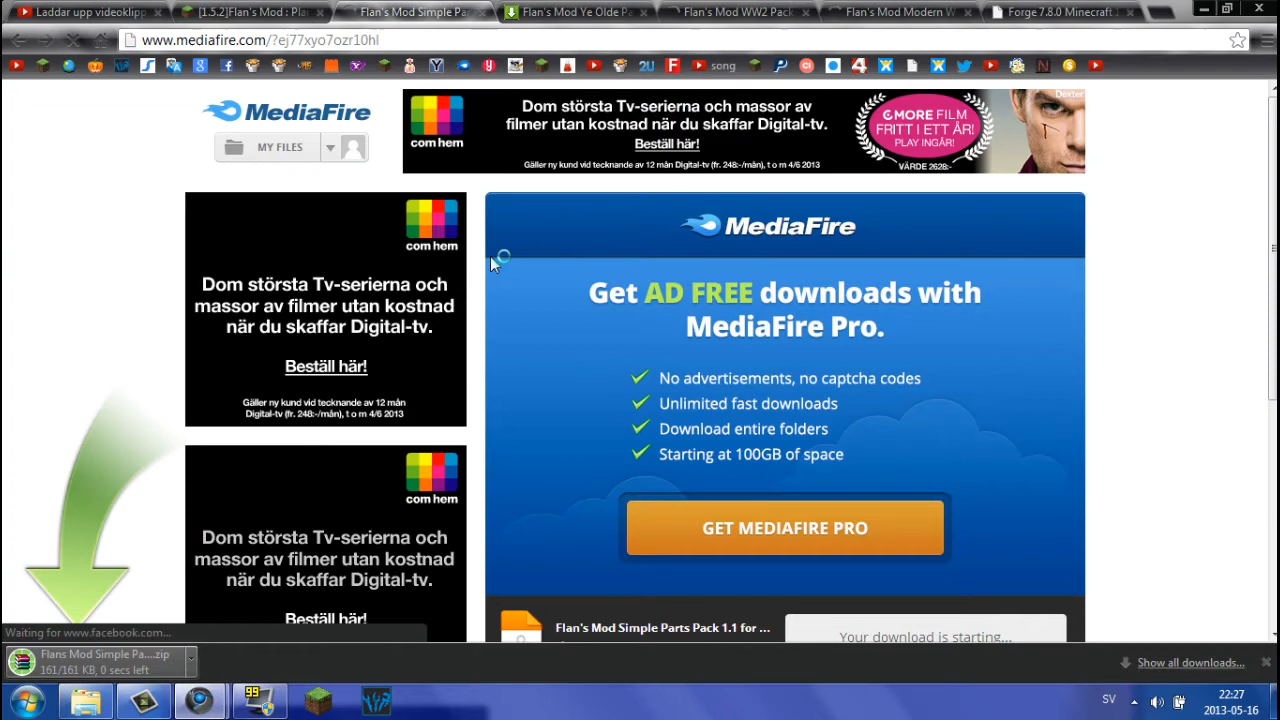 Laddar upp videoklipp
[1.5.2]Flan's Mod : Plan
Flan's Mod Simple Pa
Flan's Mod Ye Olde Pa
Flan's Mod WW2 Pack
Flan's Mod Modern W
Forge 7.8.0 Minecraft
www.mediafire.com/?ej77xyo7ozr10hl
song
MediaFire
MY FILES
com hem
Dom största Tv-serierna och massor av
filmer utan kostnad när du skaffar Digital-tv.
Beställ här!
Gäller ny kund vid tecknande av 12 mån Digital-tv (fr. 248:-/mån), t o m 4/6 2013
CMORE FILM
FRITT I ETT ÅR!
PLAY INGÅR!
VÄRDE 2628:-
Dexter
com hem
Dom största Tv-serierna och
massor av filmer utan kostnad
när du skaffar Digital-tv.
Beställ här!
Gäller ny kund vid tecknande av 12 mån
Digital-tv (fr. 248:-/mån), t o m 4/6 2013
com hem
Dom största Tv-serierna och
massor av filmer utan kostnad
när du skaffar Digital-tv.
Beställ här!
MediaFire
Get AD FREE downloads with
MediaFire Pro.
No advertisements, no captcha codes
Unlimited fast downloads
Download entire folders
Starting at 100GB of space
GET MEDIAFIRE PRO
Flan's Mod Simple Parts Pack 1.1 for ...
Your download is starting...
Waiting for www.facebook.com...
Flans Mod Simple Pa....zip
161/161 KB, 0 secs left
Show all downloads...
99
SV
22:27
2013-05-16